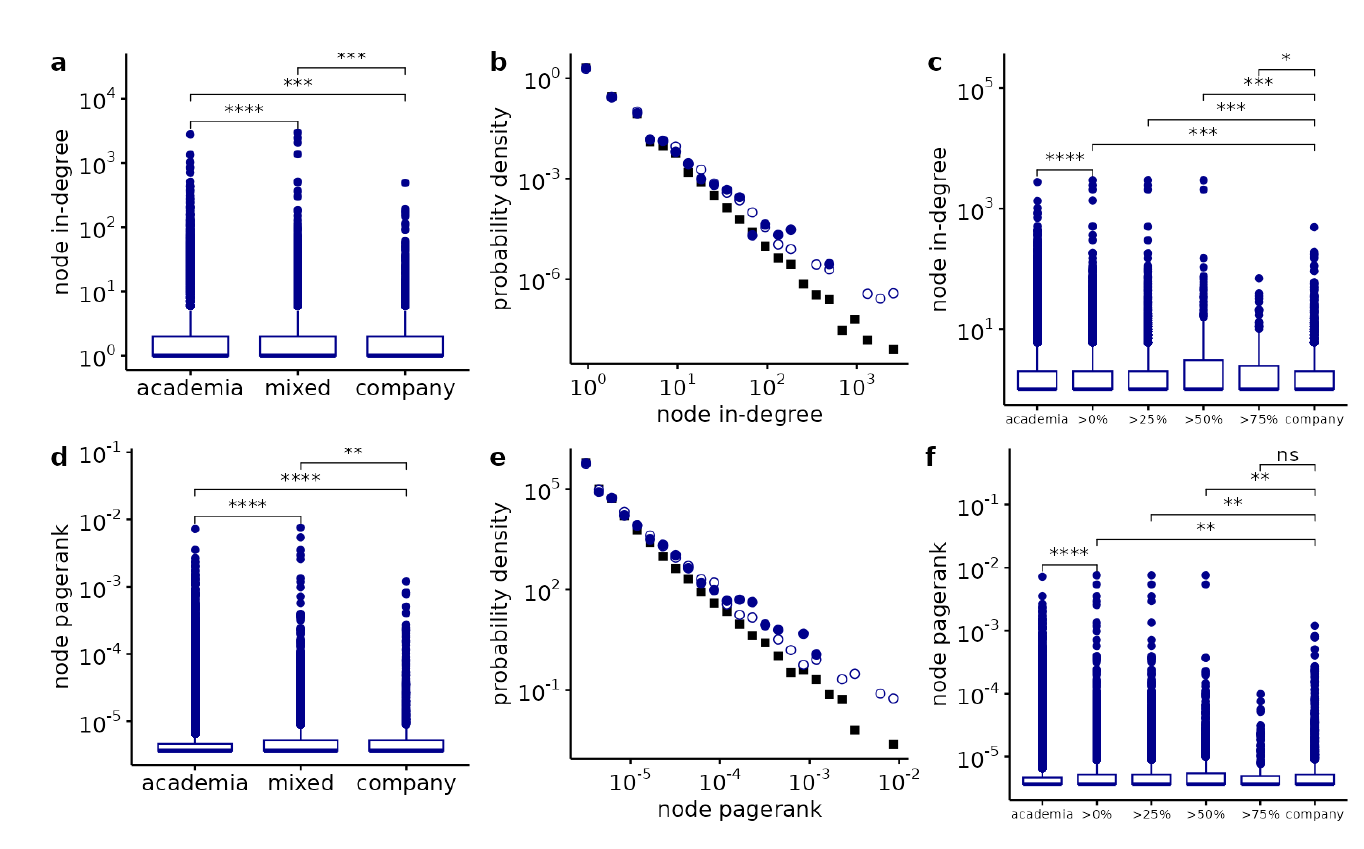 a
***
***
****
10^4
10^3
10^2
10^1
10^0
node in-degree
academia mixed company
b
10^0
10^-3
10^-6
probability density
10^0 10^1 10^2 10^3
node in-degree
c
*
***
***
***
****
10^5
10^3
10^1
node in-degree
academia >0% >25% >50% >75% company
d
**
****
****
10^-1
10^-2
10^-3
10^-4
10^-5
node pagerank
academia mixed company
e
10^5
10^2
10^-1
probability density
10^-5 10^-4 10^-3 10^-2
node pagerank
f
ns
**
**
**
****
10^-1
10^-2
10^-3
10^-4
10^-5
node pagerank
academia >0% >25% >50% >75% company